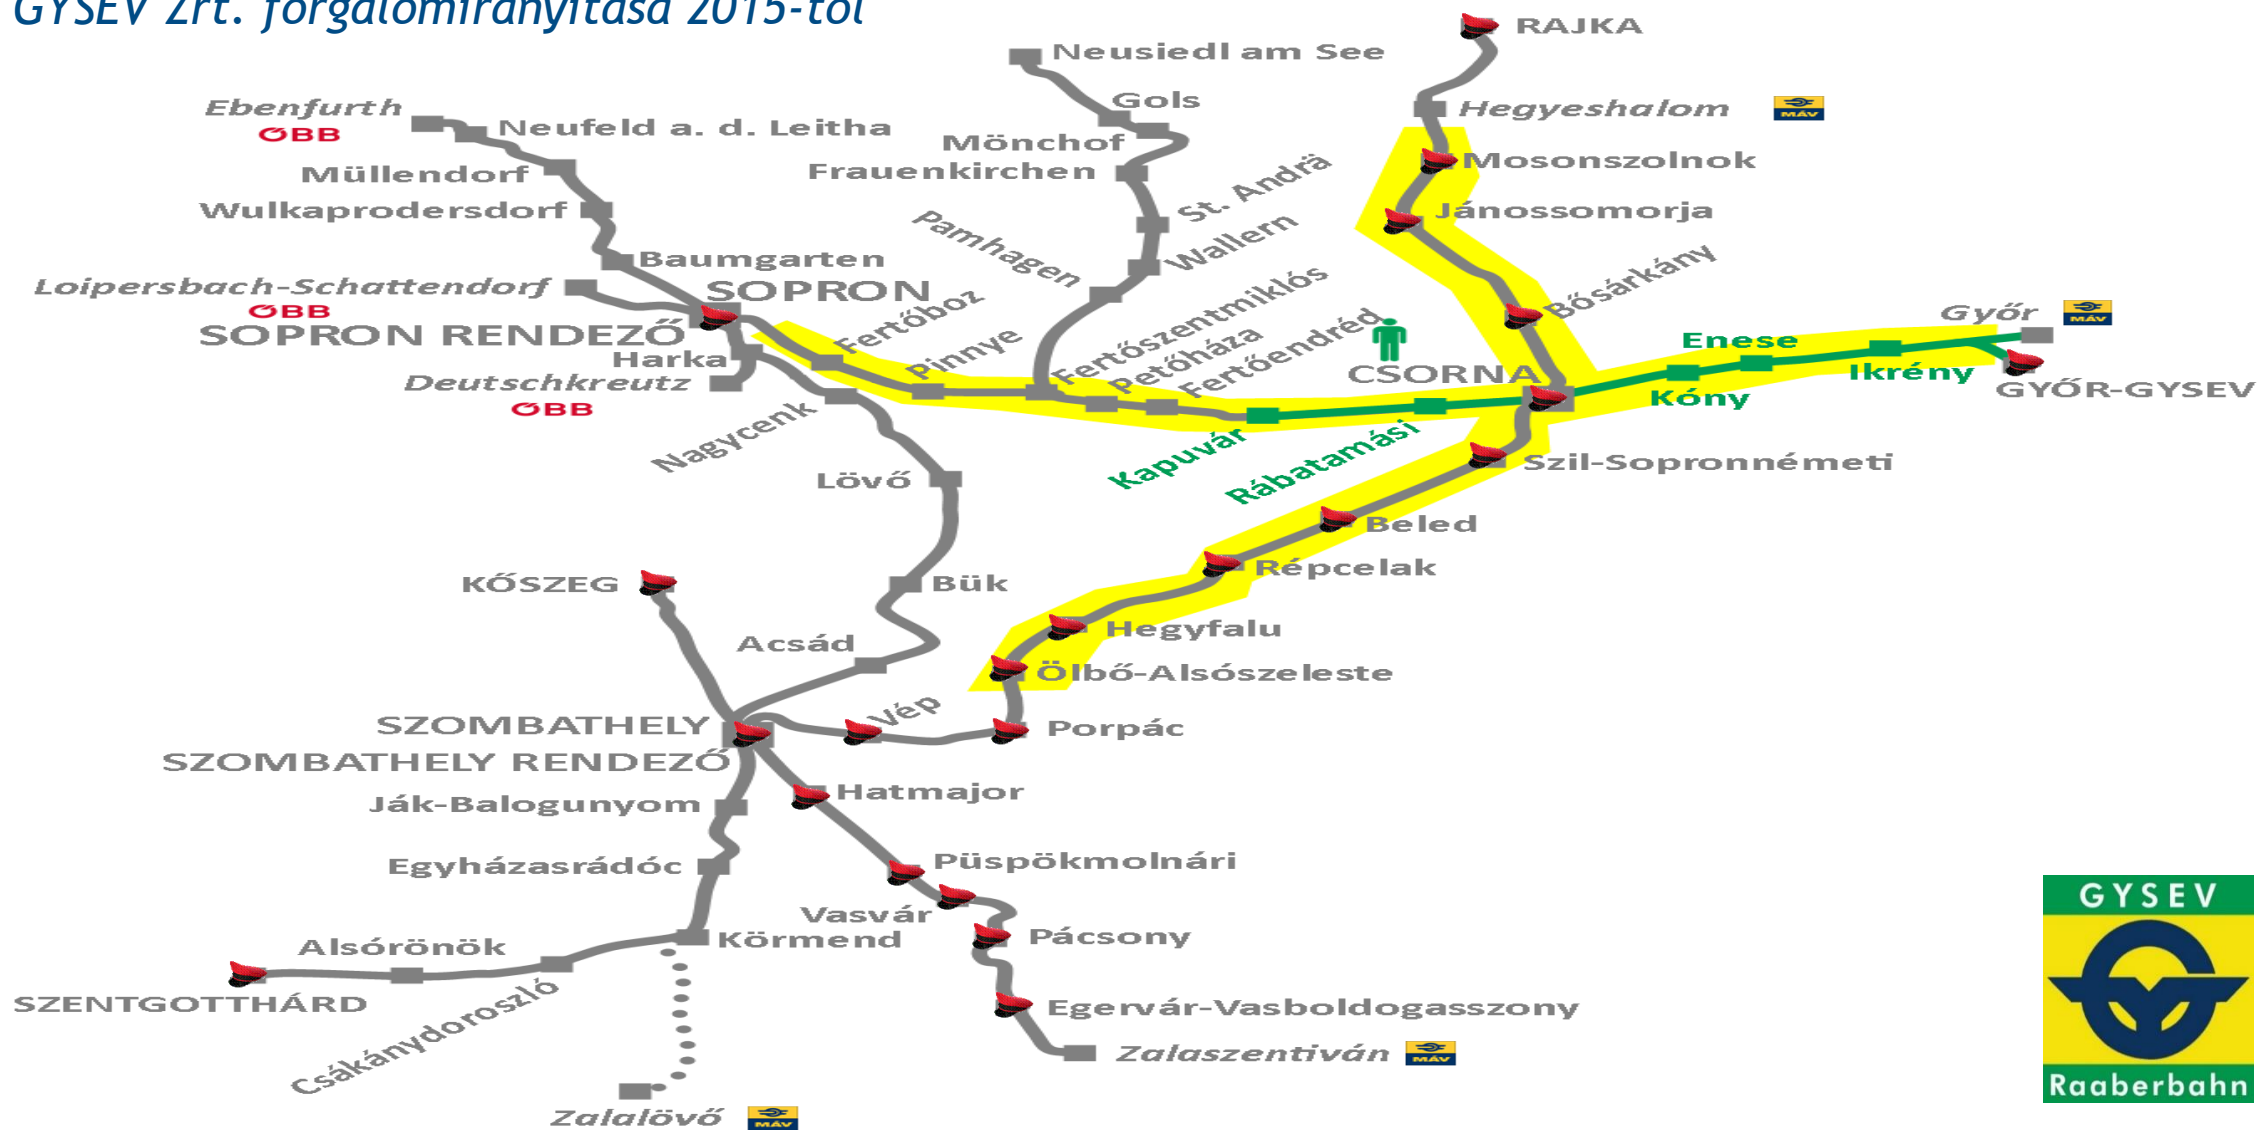 GYSEV Zrt. forgalomirányítása 2015-től
RAJKA
Neusiedl am See
Hegyeshalom
MÁV
Gols
Ebenfurth
ÖBB
Neufeld a. d. Leitha
Mönchof
Mosonszolnok
Müllendorf
Frauenkirchen
St. Andrä
Wulkaprodersdorf
Jánossomorja
Pamhagen
Wallern
Baumgarten
Bősárkány
Loipersbach-Schattendorf
ÖBB
SOPRON
SOPRON RENDEZŐ
Fertőboz
Pinnye
Fertőszentmiklós
Petőháza
Fertőendréd
Győr
MÁV
Enese
Harka
Deutschkreutz
ÖBB
CSORNA
Ikrény
GYŐR-GYSEV
Kóny
Nagycenk
Kapuvár
Rábatamási
Szil-Sopronnémeti
Lövő
Beled
Répcelak
KŐSZEG
Bük
Hegyfalu
Acsád
Ölbő-Alsószeleste
SZOMBATHELY
Vép
Porpác
SZOMBATHELY RENDEZŐ
Hatmajor
Ják-Balogunyom
Egyházasrádóc
Püspökmolnári
Vasvár
Körmend
Pácsony
Alsórönök
SZENTGOTTHÁRD
Csákánydoroszló
Egervár-Vasboldogasszony
Zalaszentiván
MÁV
Zalalövő
MÁV
GYSEV
Raaberbahn